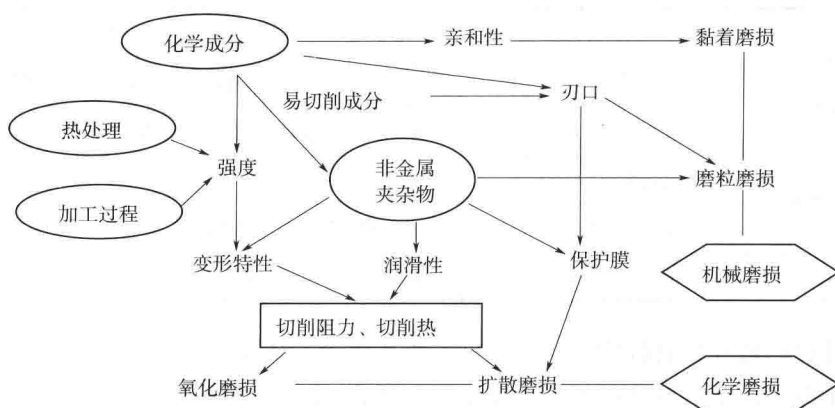 化学成分
亲和性
黏着磨损
易切削成分
刃口
热处理
强度
非金属
夹杂物
磨粒磨损
加工过程
变形特性
润滑性
保护膜
机械磨损
切削阻力、切削热
氧化磨损
扩散磨损
化学磨损